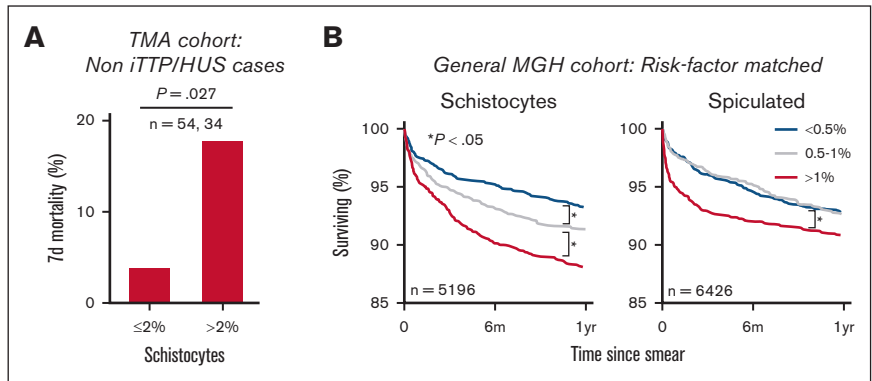 A
TMA cohort:
Non iTTP/HUS cases
P = .027
n = 54, 34
7d mortality (%)
20
10
0
≤2%
>2%
Schistocytes
B
General MGH cohort: Risk-factor matched
Schistocytes
*P < .05
Surviving (%)
100
95
90
85
*
*
n = 5196
0
6m
1yr
Spiculated
<0.5%
0.5-1%
>1%
100
95
90
85
*
n = 6426
0
6m
1yr
Time since smear